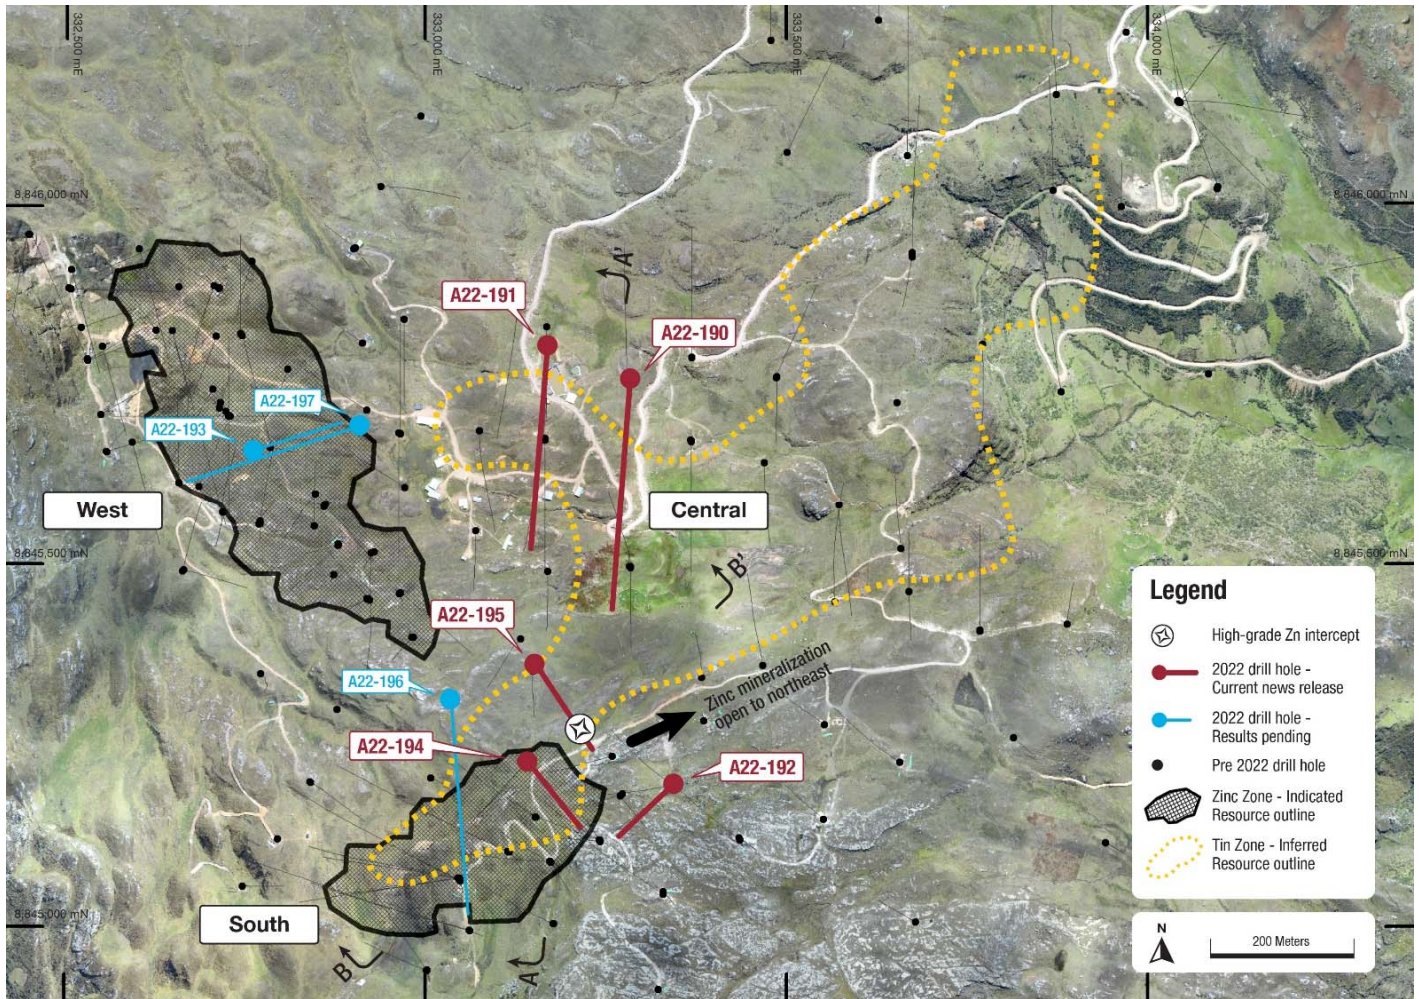 332,500 mE
333,000 mE
333,500 mE
334,000 mE
8,846,000 mN
8,846,000 mN
A'
A22-191
A22-190
A22-197
A22-193
West
Central
8,845,500 mN
8,845,500 mN
B'
A22-195
A22-196
Zinc mineralization
open to northeast
A22-194
A22-192
8,845,000 mN
South
B
A
Legend
High-grade Zn intercept
2022 drill hole -
Current news release
2022 drill hole -
Results pending
Pre 2022 drill hole
Zinc Zone - Indicated
Resource outline
Tin Zone - Inferred
Resource outline
N
200 Meters